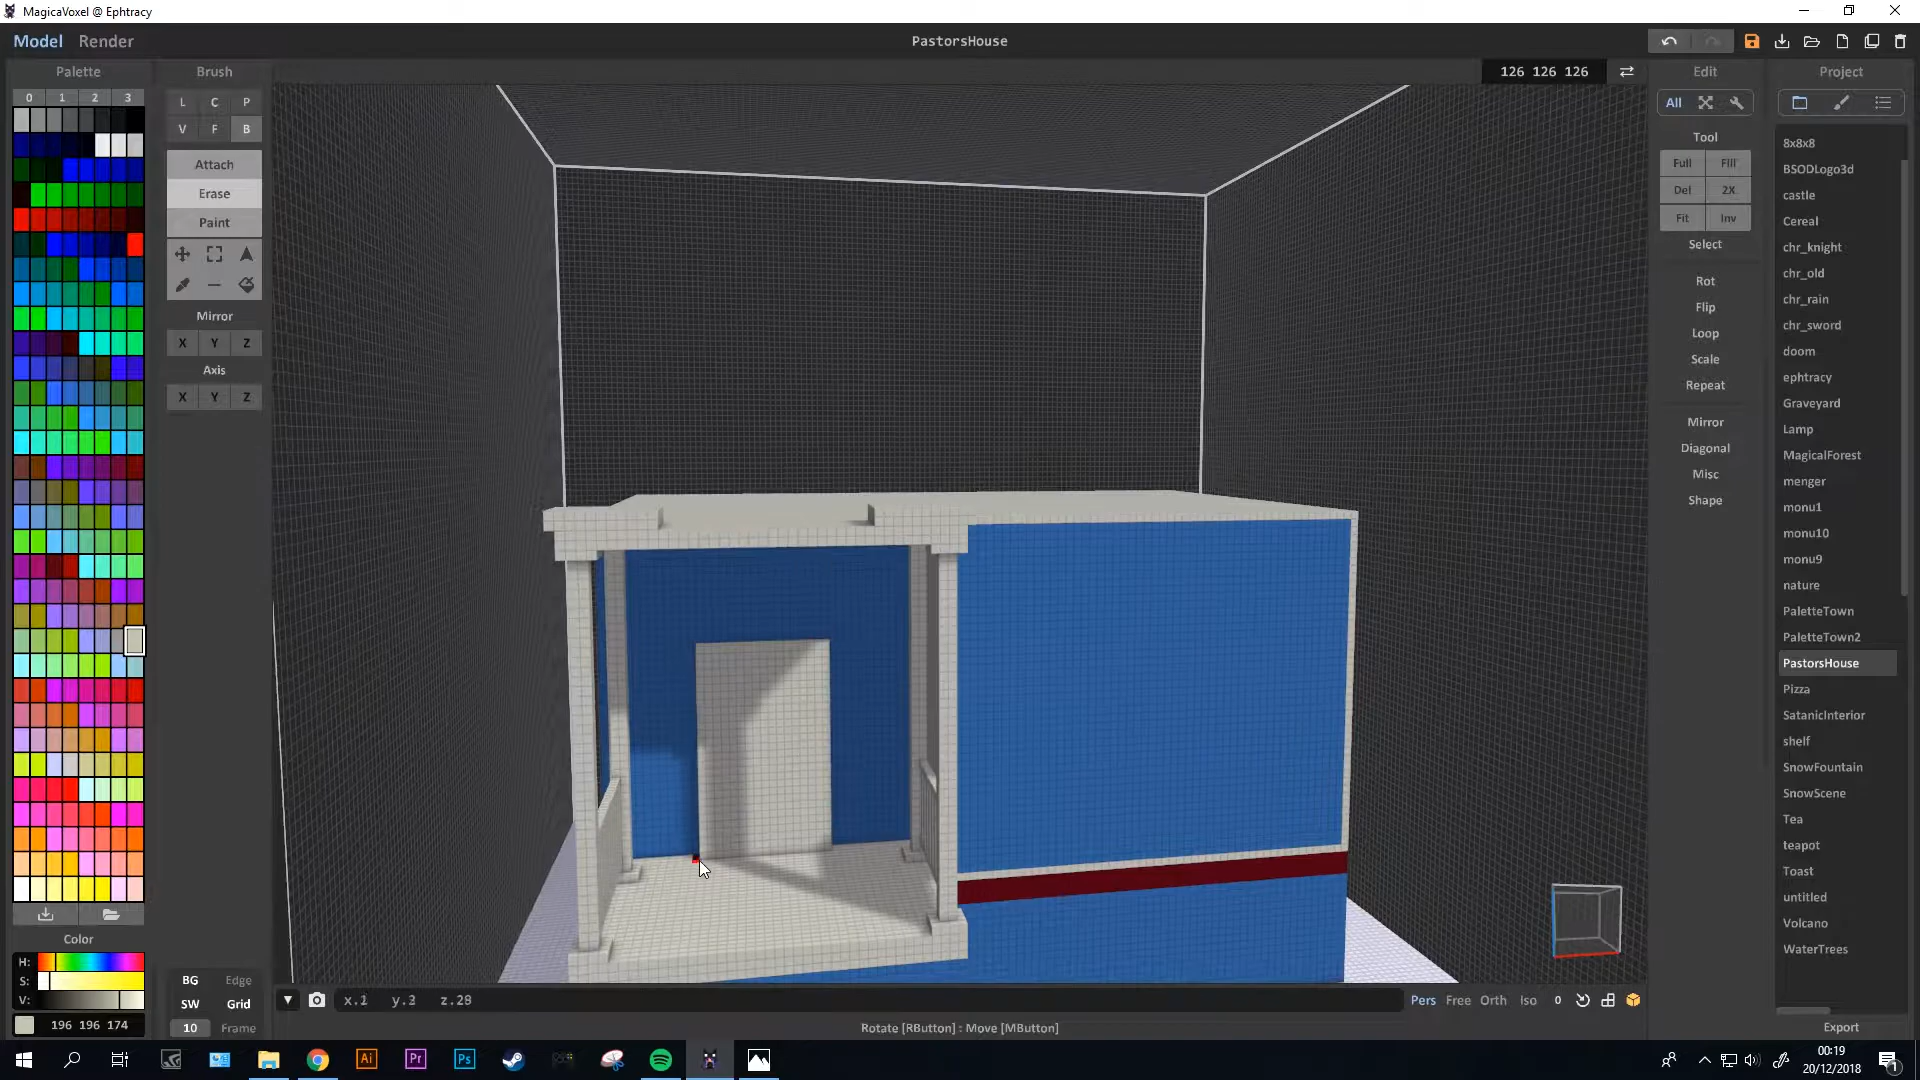 MagicaVoxel @ Ephtracy
Model Render
PastorsHouse
Palette
Brush
126 126 126
Edit
Project
0 1 2 3
L C P
V F B
Attach
Erase
Paint
Mirror
X Y Z
Axis
X Y Z
All
Tool
Full Fill
Del 2X
Fit Inv
Select
Rot
Flip
Loop
Scale
Repeat
Mirror
Diagonal
Misc
Shape
8x8x8
BSODLogo3d
castle
Cereal
chr_knight
chr_old
chr_rain
chr_sword
doom
ephtracy
Graveyard
Lamp
MagicalForest
menger
monu1
monu10
monu9
nature
PaletteTown
PaletteTown2
PastorsHouse
Pizza
SatanicInterior
shelf
SnowFountain
SnowScene
Tea
teapot
Toast
untitled
Volcano
WaterTrees
Export
Color
H:
S:
V:
196 196 174
BG Edge
SW Grid
10 Frame
x.1 y.3 z.28
Pers Free Orth Iso 0
Rotate [RButton] : Move [MButton]
Ai Pr Ps
00:19
20/12/2018
1